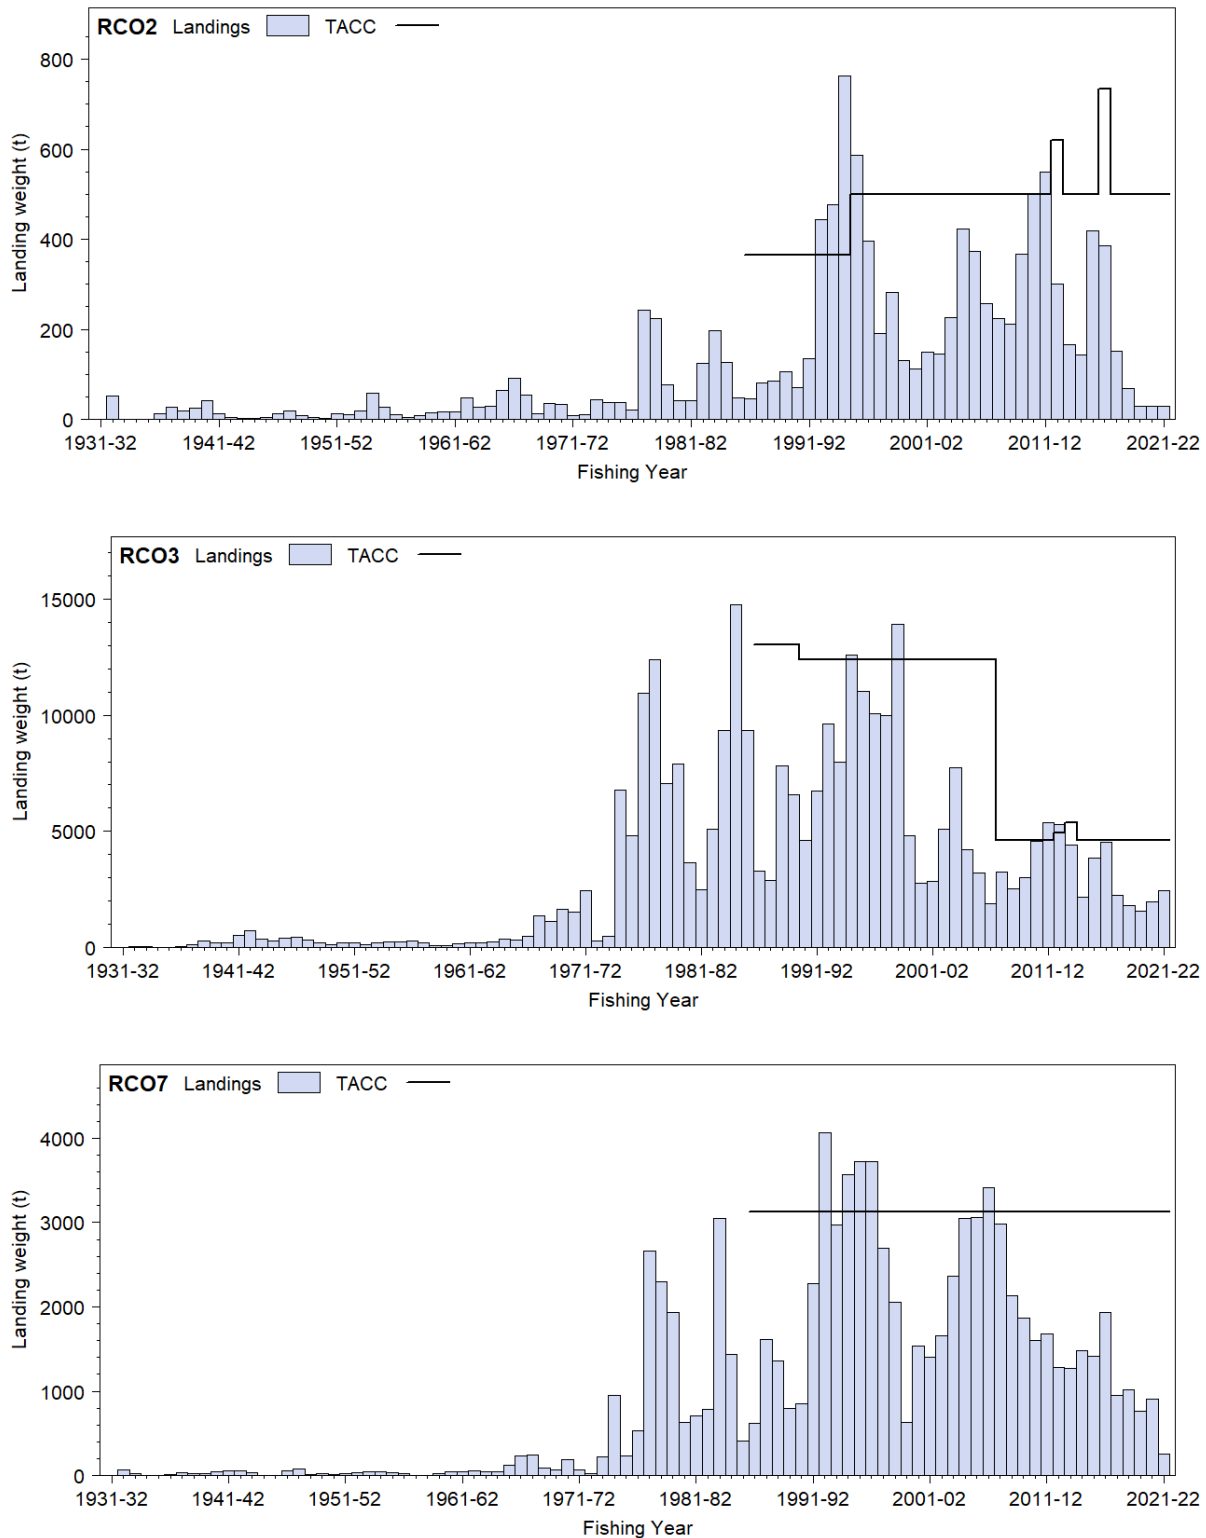 RCO2 Landings TACC
800
600
400
200
0
Landing weight (t)
1931-32 1941-42 1951-52 1961-62 1971-72 1981-82 1991-92 2001-02 2011-12 2021-22
Fishing Year
RCO3 Landings TACC
15000
10000
5000
0
Landing weight (t)
1931-32 1941-42 1951-52 1961-62 1971-72 1981-82 1991-92 2001-02 2011-12 2021-22
Fishing Year
RCO7 Landings TACC
4000
3000
2000
1000
0
Landing weight (t)
1931-32 1941-42 1951-52 1961-62 1971-72 1981-82 1991-92 2001-02 2011-12 2021-22
Fishing Year